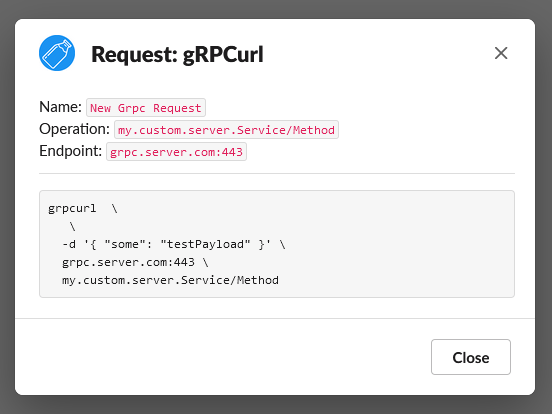 Request: gRPCurl
Name: New Grpc Request
Operation: my.custom.server.Service/Method
Endpoint: grpc.server.com:443
grpcurl  \
   \
  -d '{ "some": "testPayload" }' \
  grpc.server.com:443 \
  my.custom.server.Service/Method
Close